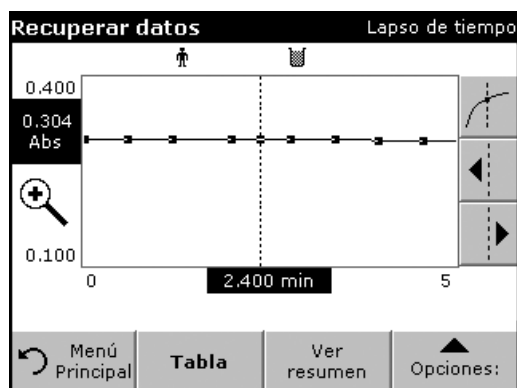 Recuperar datos Lapso de tiempo
0.400
0.304
Abs
0.100
0 2.400 min 5
Menú
Principal
Tabla
Ver
resumen
Opciones: